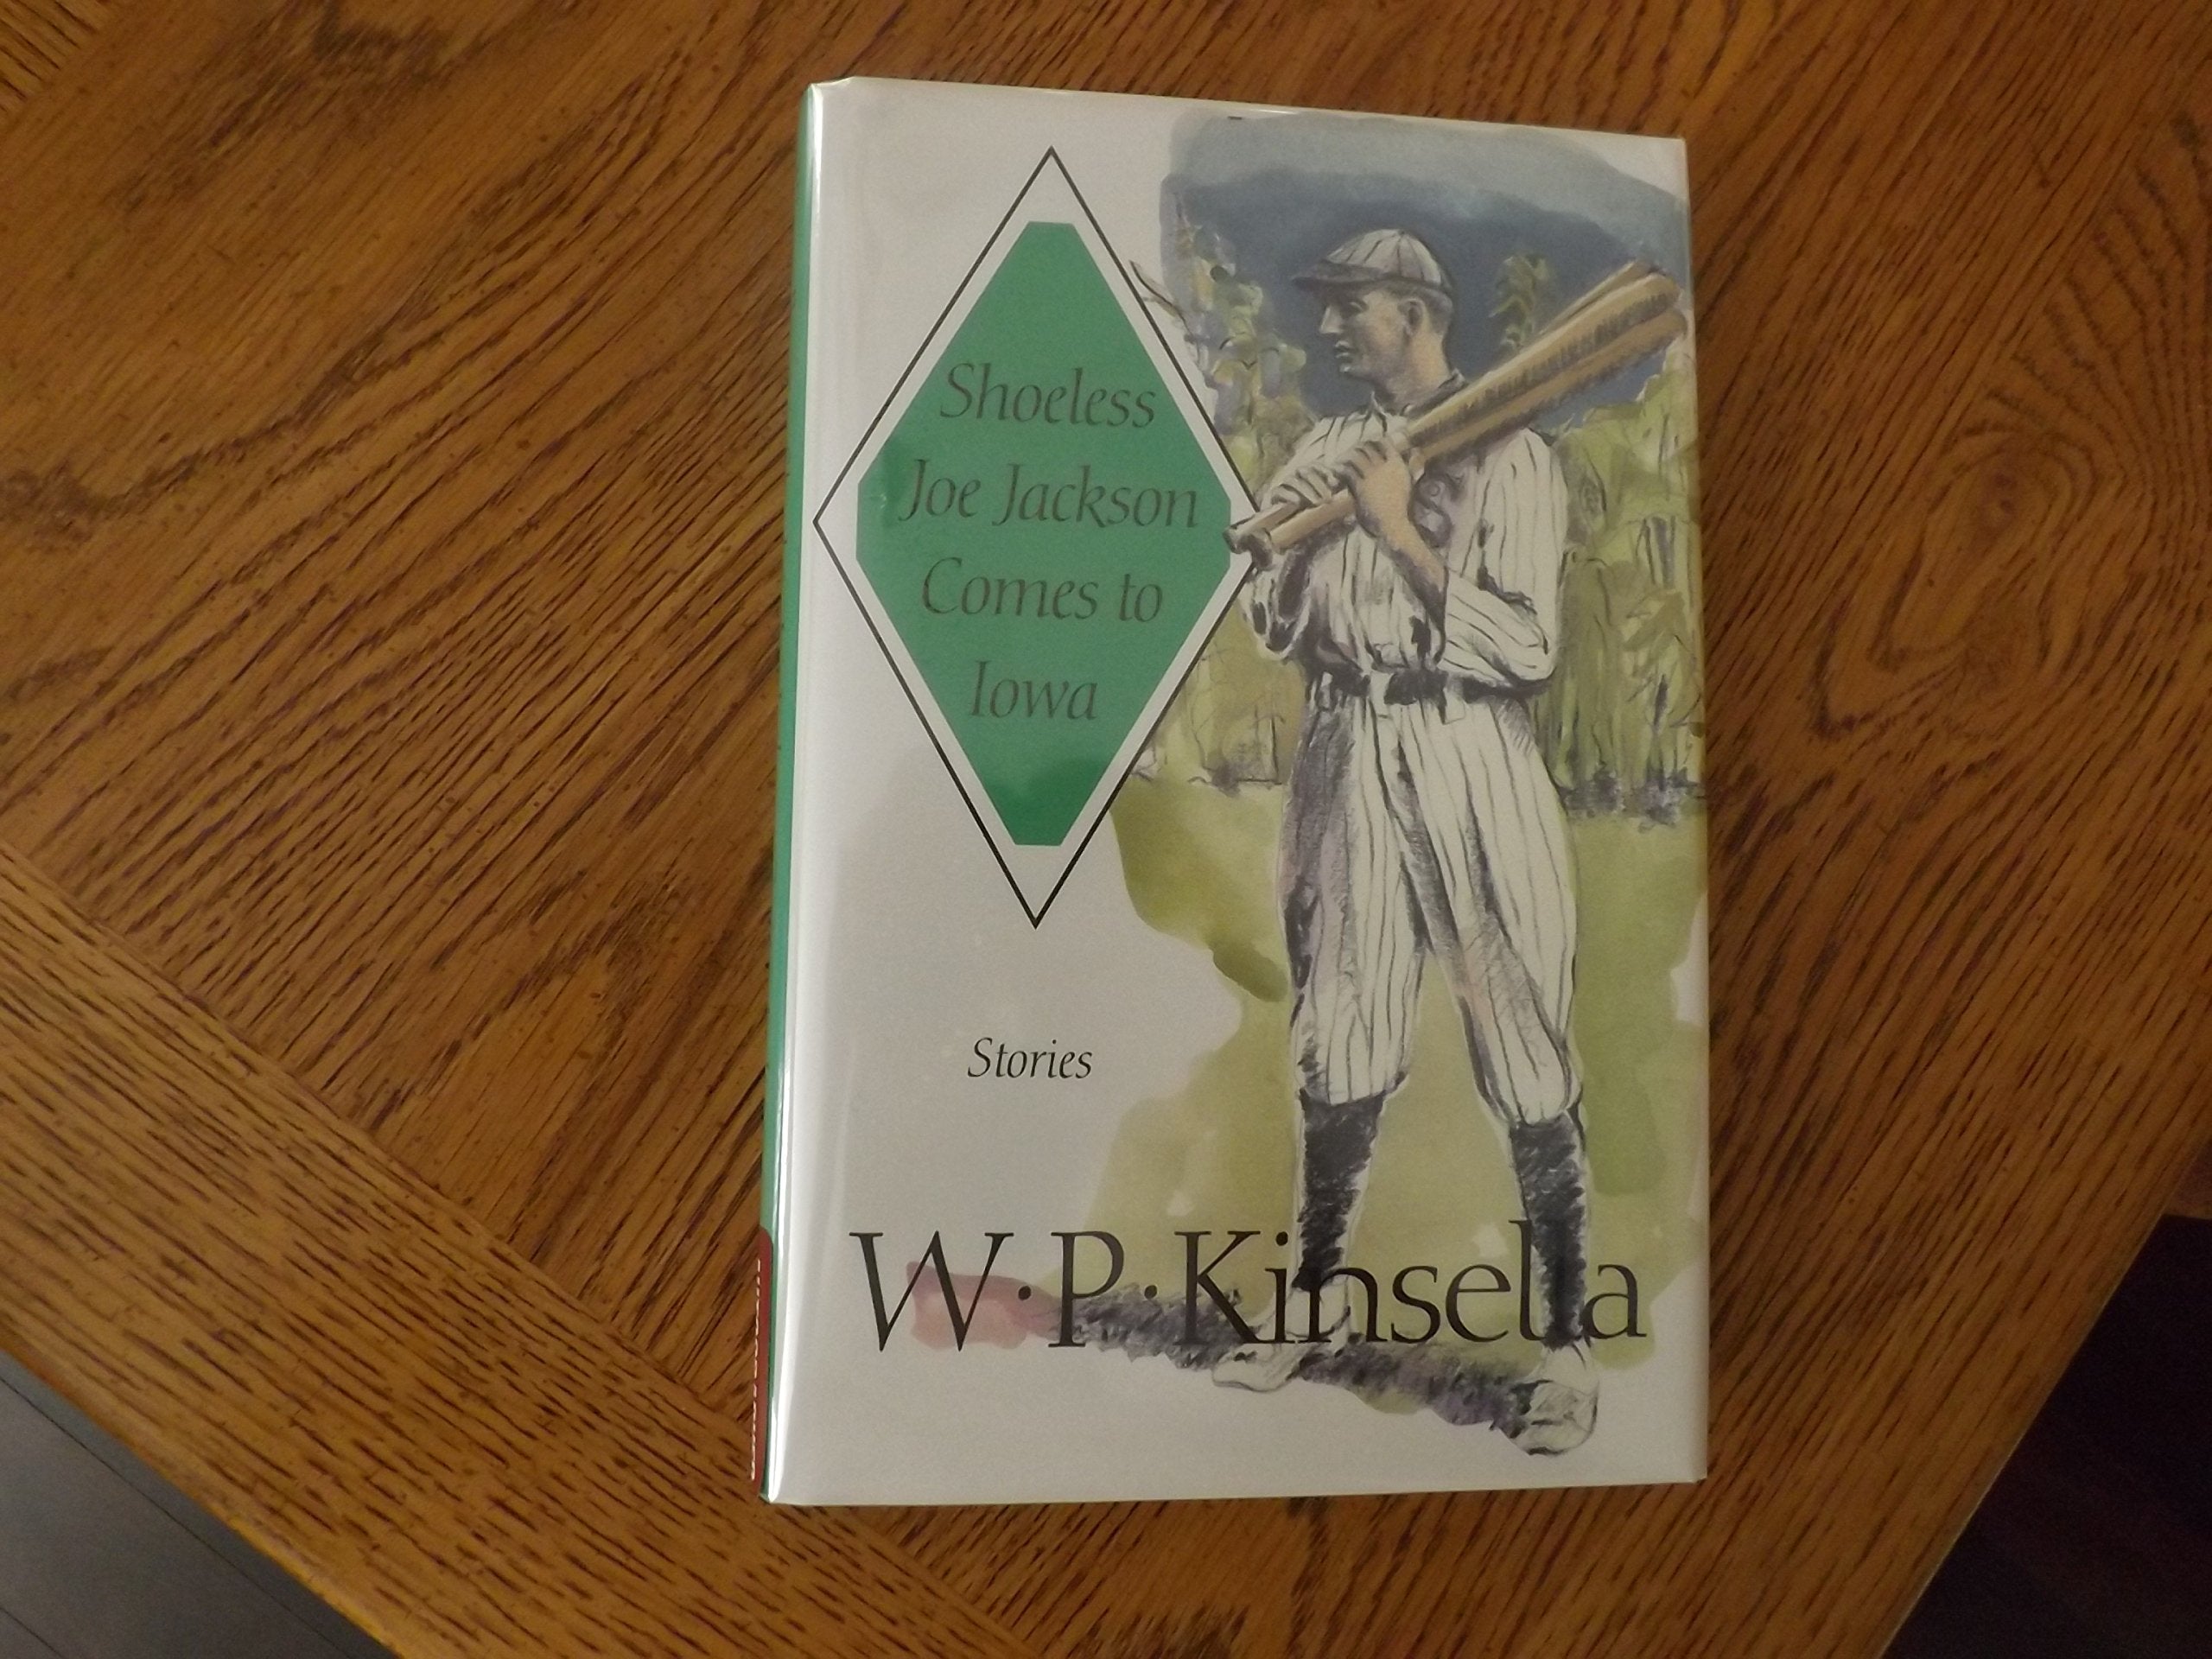 Shoeless
Joe Jackson
Comes to
Iowa
Stories
W·P·Kinsella